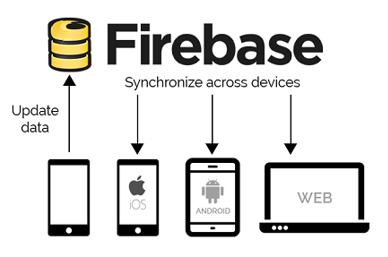 Firebase
Synchronize across devices
Update
data
iOS
ANDROID
WEB